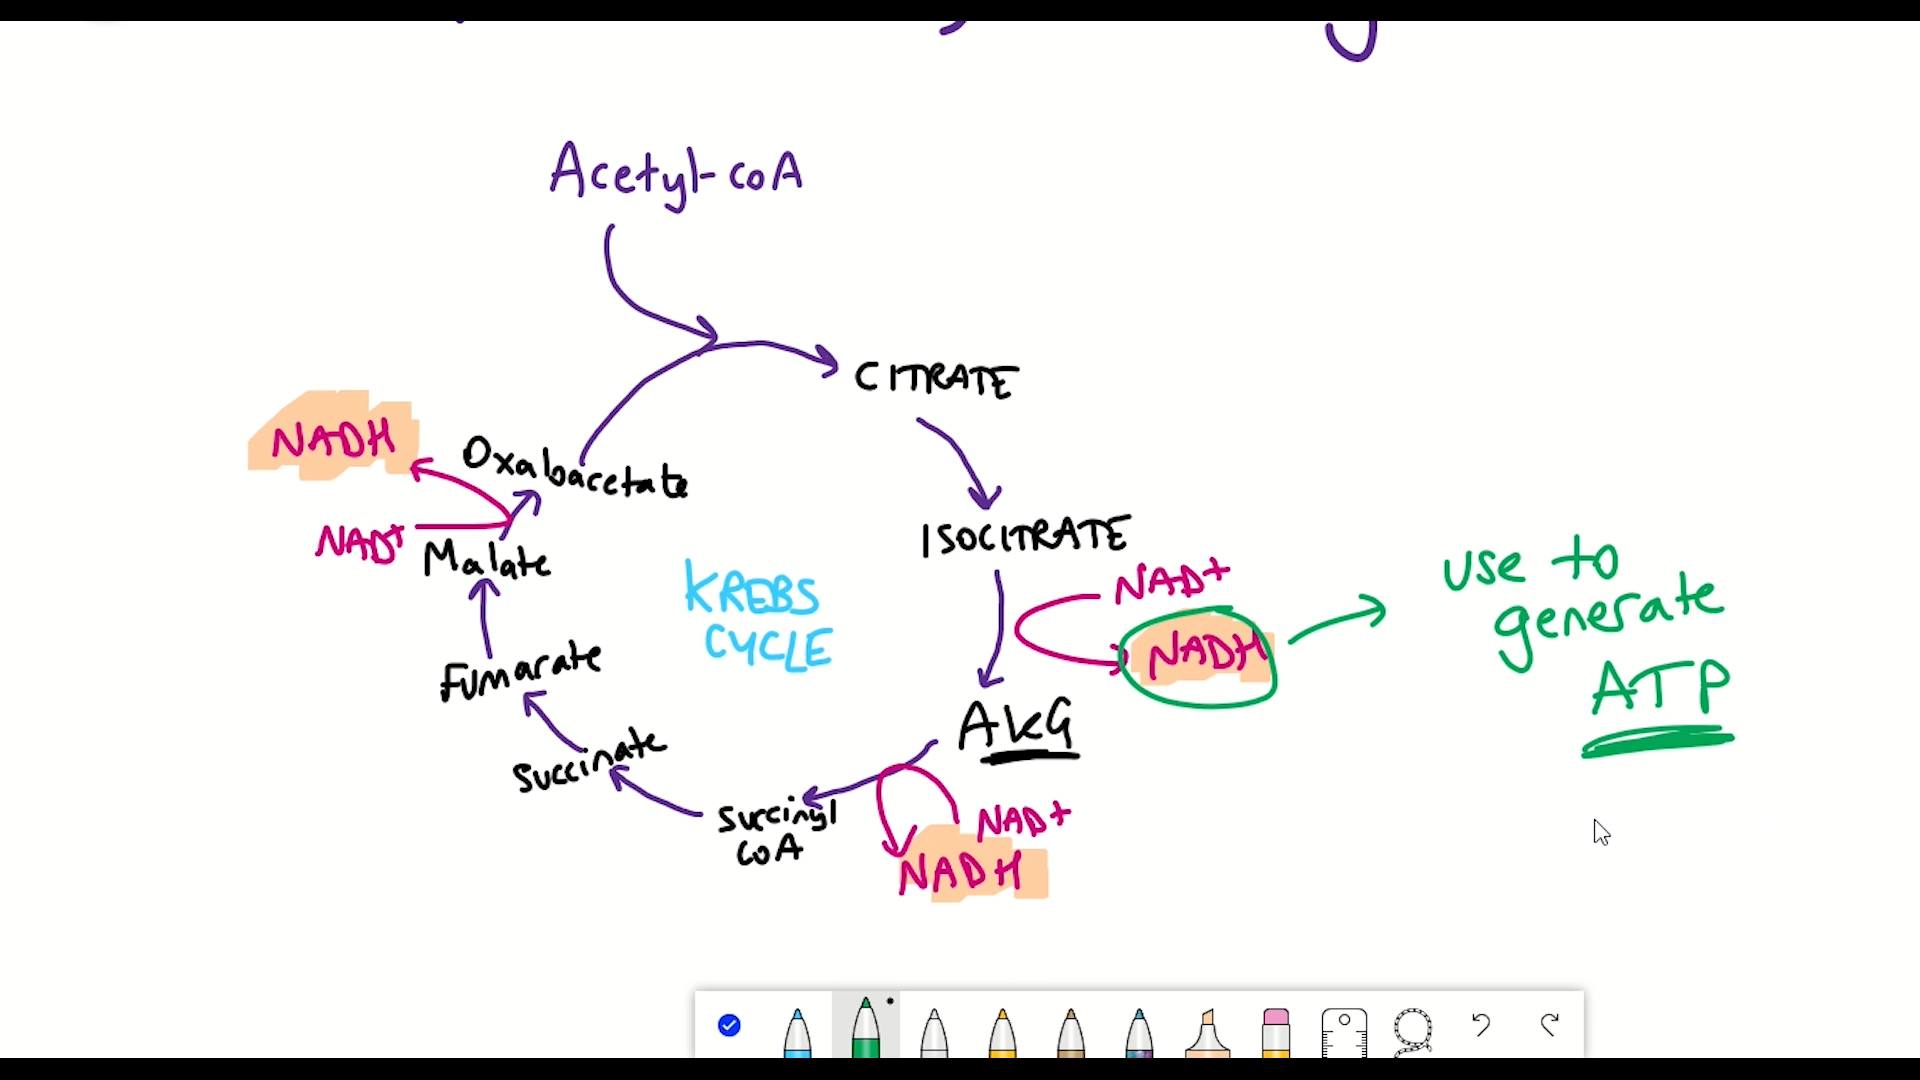 Acetyl-coA
CITRATE
NADH
Oxaloacetate
NAD+
Malate
ISOCITRATE
KREBS
CYCLE
NAD+
NADH
use to
generate
ATP
Fumarate
AKG
Succinate
Succinyl
CoA
NAD+
NADH